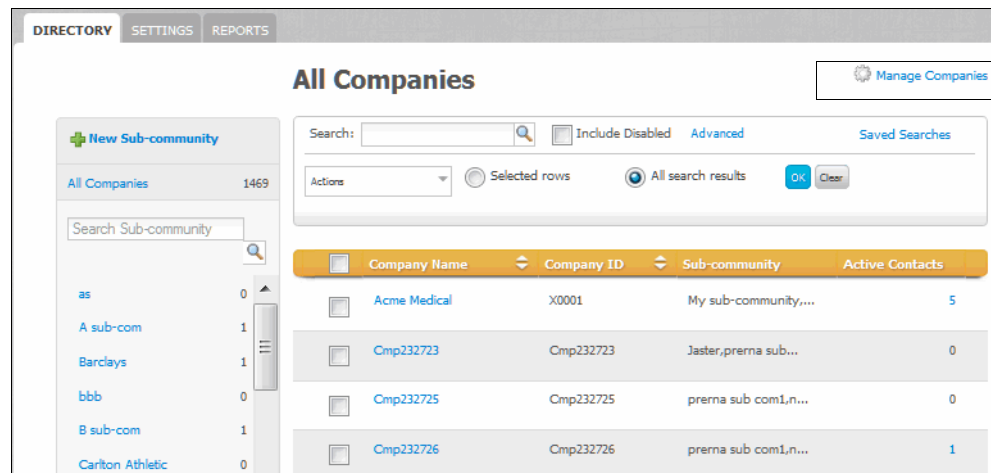 DIRECTORY SETTINGS REPORTS
All Companies
Manage Companies
New Sub-community
All Companies 1469
Search Sub-community
as 0
A sub-com 1
Barclays 1
bbb 0
B sub-com 1
Carlton Athletic 0
Search: Include Disabled Advanced Saved Searches
Actions Selected rows All search results OK Clear
Company Name Company ID Sub-community Active Contacts
Acme Medical X0001 My sub-community,... 5
Cmp232723 Cmp232723 Jaster,prerna sub... 0
Cmp232725 Cmp232725 prerna sub com1,n... 0
Cmp232726 Cmp232726 prerna sub com1,n... 1